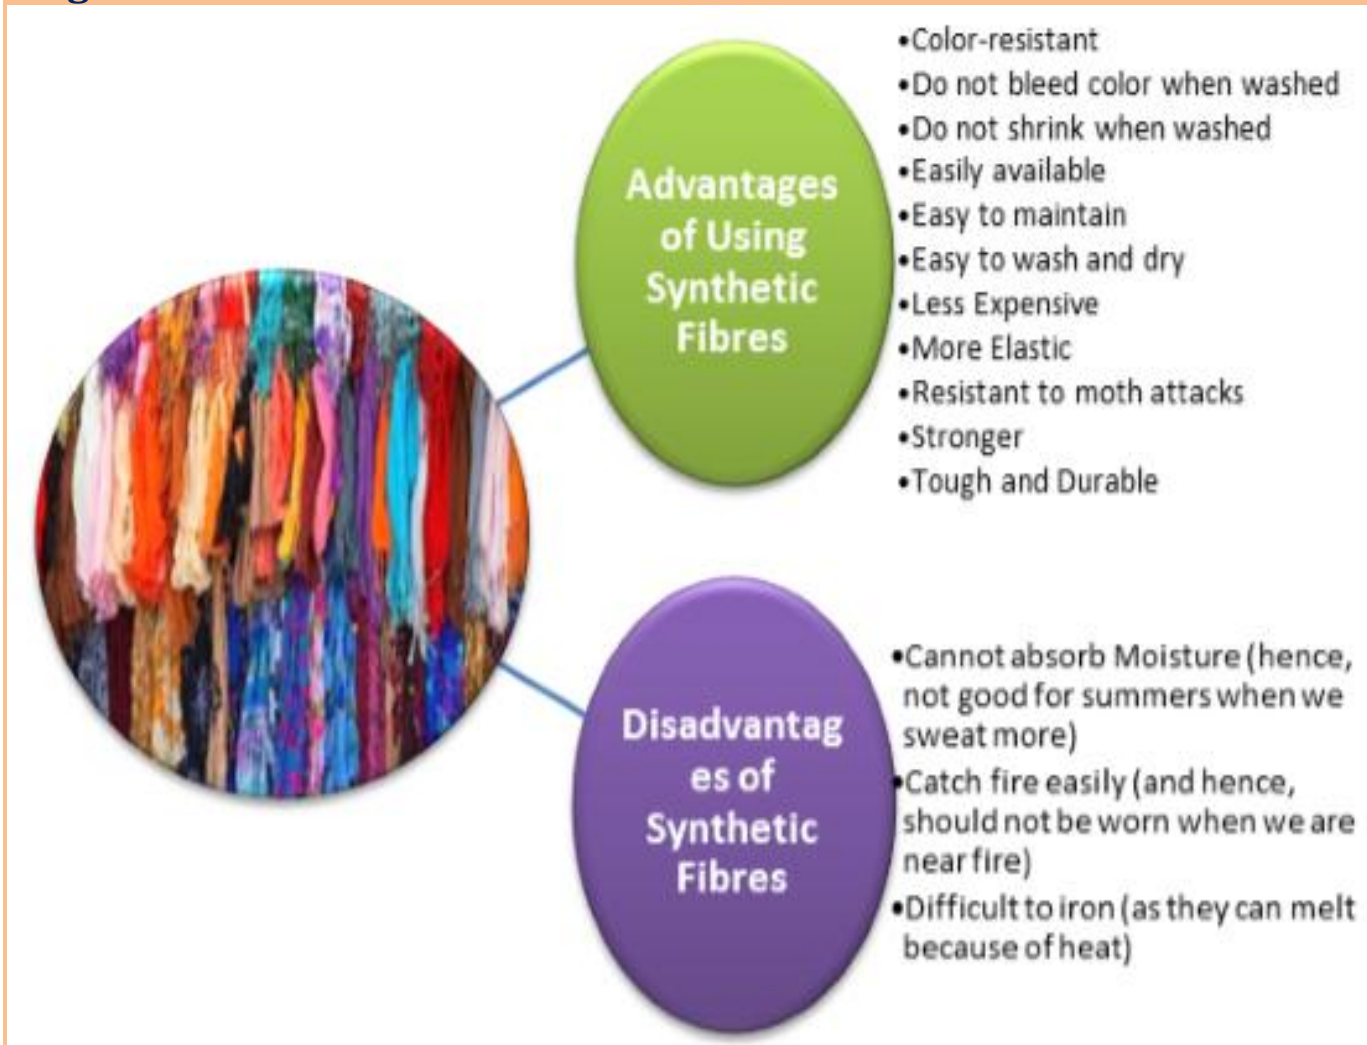 Advantages
of Using
Synthetic
Fibres
•Color-resistant
•Do not bleed color when washed
•Do not shrink when washed
•Easily available
•Easy to maintain
•Easy to wash and dry
•Less Expensive
•More Elastic
•Resistant to moth attacks
•Stronger
•Tough and Durable
Disadvantag
es of
Synthetic
Fibres
•Cannot absorb Moisture (hence,
not good for summers when we
sweat more)
•Catch fire easily (and hence,
should not be worn when we are
near fire)
•Difficult to iron (as they can melt
because of heat)